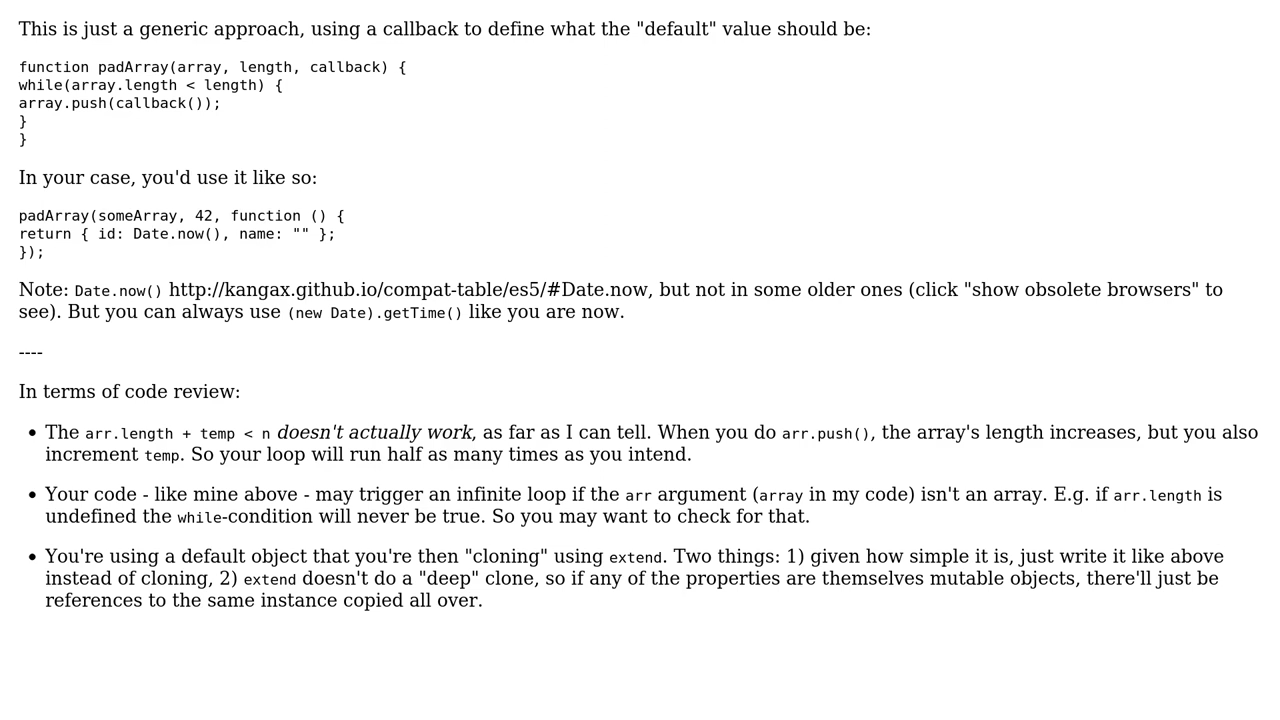 This is just a generic approach, using a callback to define what the "default" value should be:
function padArray(array, length, callback) {
while(array.length < length) {
array.push(callback());
}
}
In your case, you'd use it like so:
padArray(someArray, 42, function () {
return { id: Date.now(), name: "" };
});
Note: Date.now() http://kangax.github.io/compat-table/es5/#Date.now, but not in some older ones (click "show obsolete browsers" to
see). But you can always use (new Date).getTime() like you are now.
----
In terms of code review:
• The arr.length + temp < n doesn't actually work, as far as I can tell. When you do arr.push(), the array's length increases, but you also
increment temp. So your loop will run half as many times as you intend.
• Your code - like mine above - may trigger an infinite loop if the arr argument (array in my code) isn't an array. E.g. if arr.length is
undefined the while-condition will never be true. So you may want to check for that.
• You're using a default object that you're then "cloning" using extend. Two things: 1) given how simple it is, just write it like above
instead of cloning, 2) extend doesn't do a "deep" clone, so if any of the properties are themselves mutable objects, there'll just be
references to the same instance copied all over.